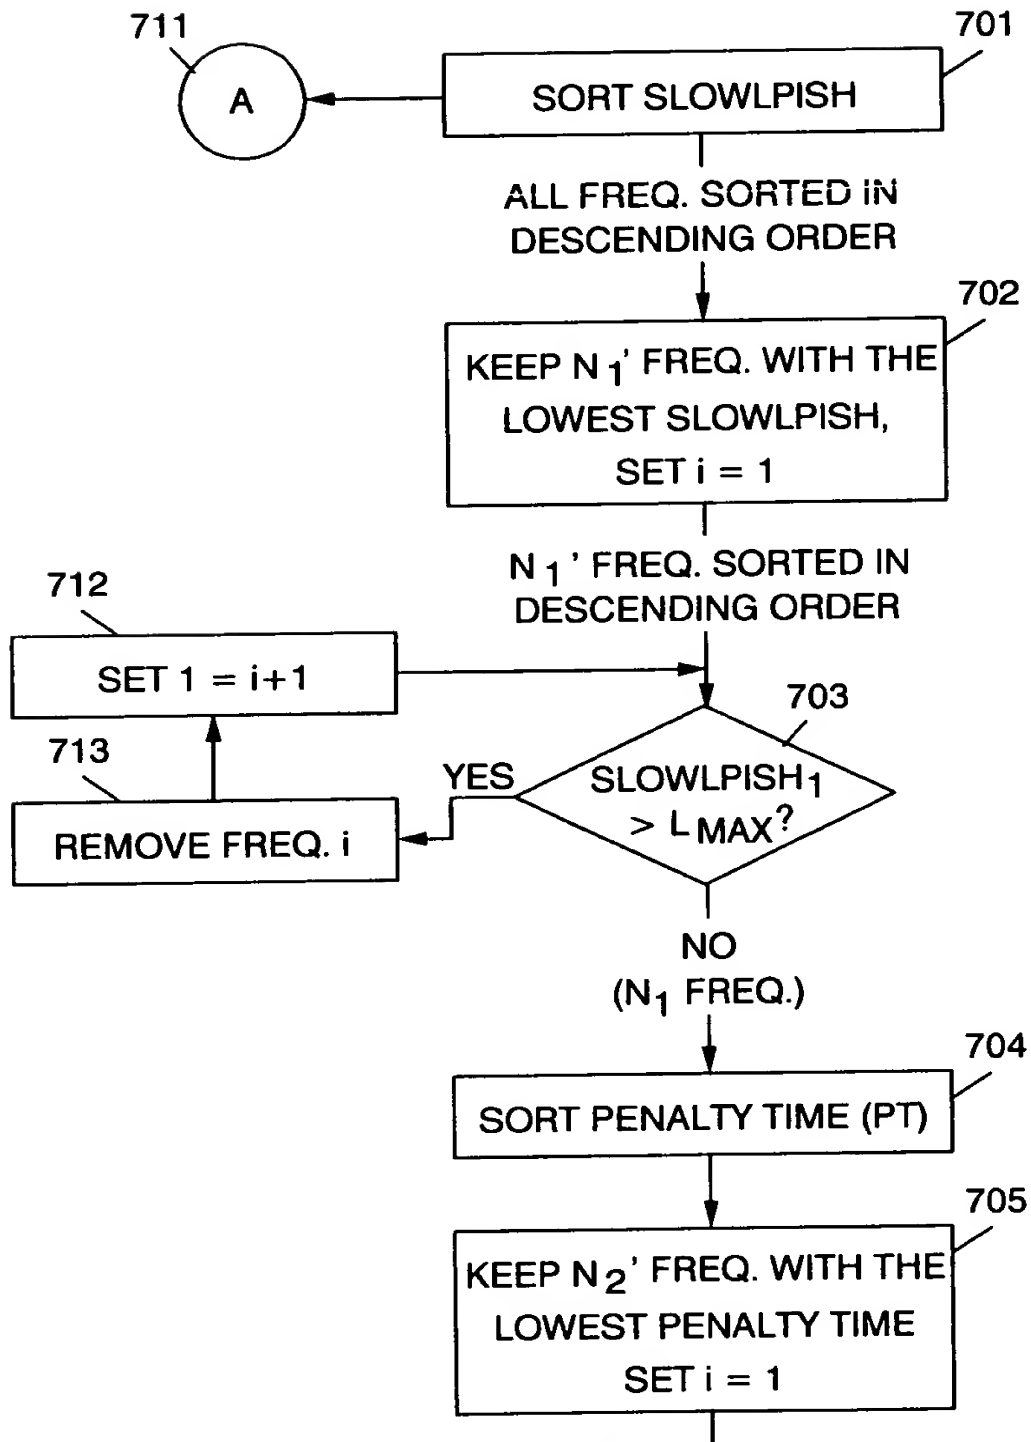 711
701
A
SORT SLOWLPISH
ALL FREQ. SORTED IN
DESCENDING ORDER
702
KEEP N1' FREQ. WITH THE
LOWEST SLOWLPISH,
SET i = 1
N1' FREQ. SORTED IN
DESCENDING ORDER
712
SET 1 = i+1
703
713
YES
SLOWLPISH1
> LMAX?
REMOVE FREQ. i
NO
(N1 FREQ.)
704
SORT PENALTY TIME (PT)
705
KEEP N2' FREQ. WITH THE
LOWEST PENALTY TIME
SET i = 1